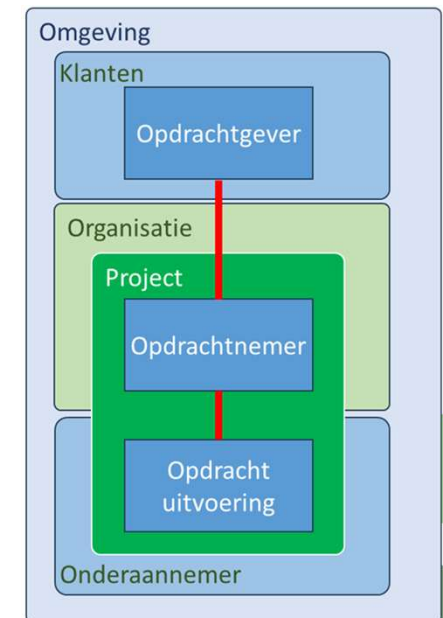 Omgeving
Klanten
Opdrachtgever
Organisatie
Project
Opdrachtnemer
Opdracht
uitvoering
Onderaannemer